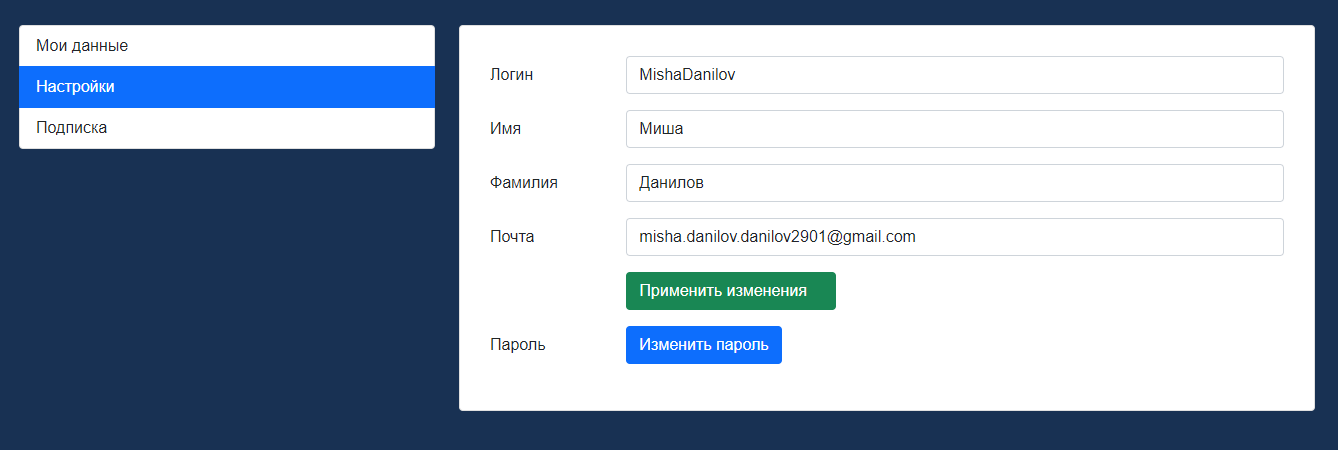 Мои данные
Настройки
Подписка
Логин MishaDanilov
Имя Миша
Фамилия Данилов
Почта misha.danilov.danilov2901@gmail.com
Применить изменения
Пароль Изменить пароль